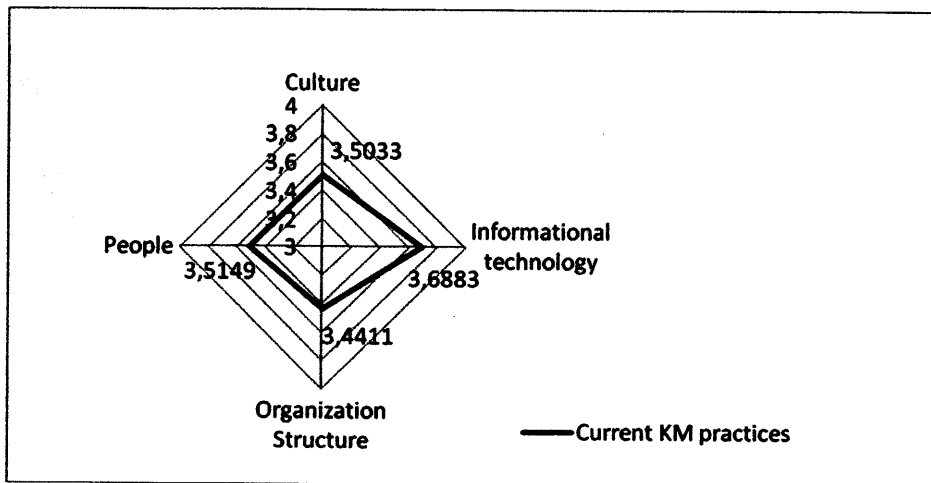 Culture
4
3,8
3,5033
3,6
3,4
3,2
People
3
Informational
technology
3,5149
3,6883
3,4411
Organization
Structure
Current KM practices